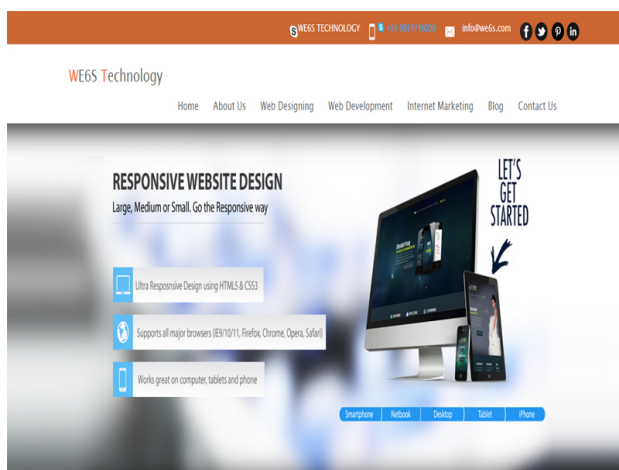 WE6S TECHNOLOGY
info@we6s.com
WE6S Technology
Home About Us Web Designing Web Development Internet Marketing Blog Contact Us
RESPONSIVE WEBSITE DESIGN
Large, Medium or Small. Go the Responsive way
LET'S
GET
STARTED
Ultra Resposnsive Design using HTML5 & CSS3
Supports all major browsers (IE9/10/11, Firefox, Chrome, Opera, Safari)
Works great on computer, tablets and phone
Smartphone Netbook Desktop Tablet iPhone